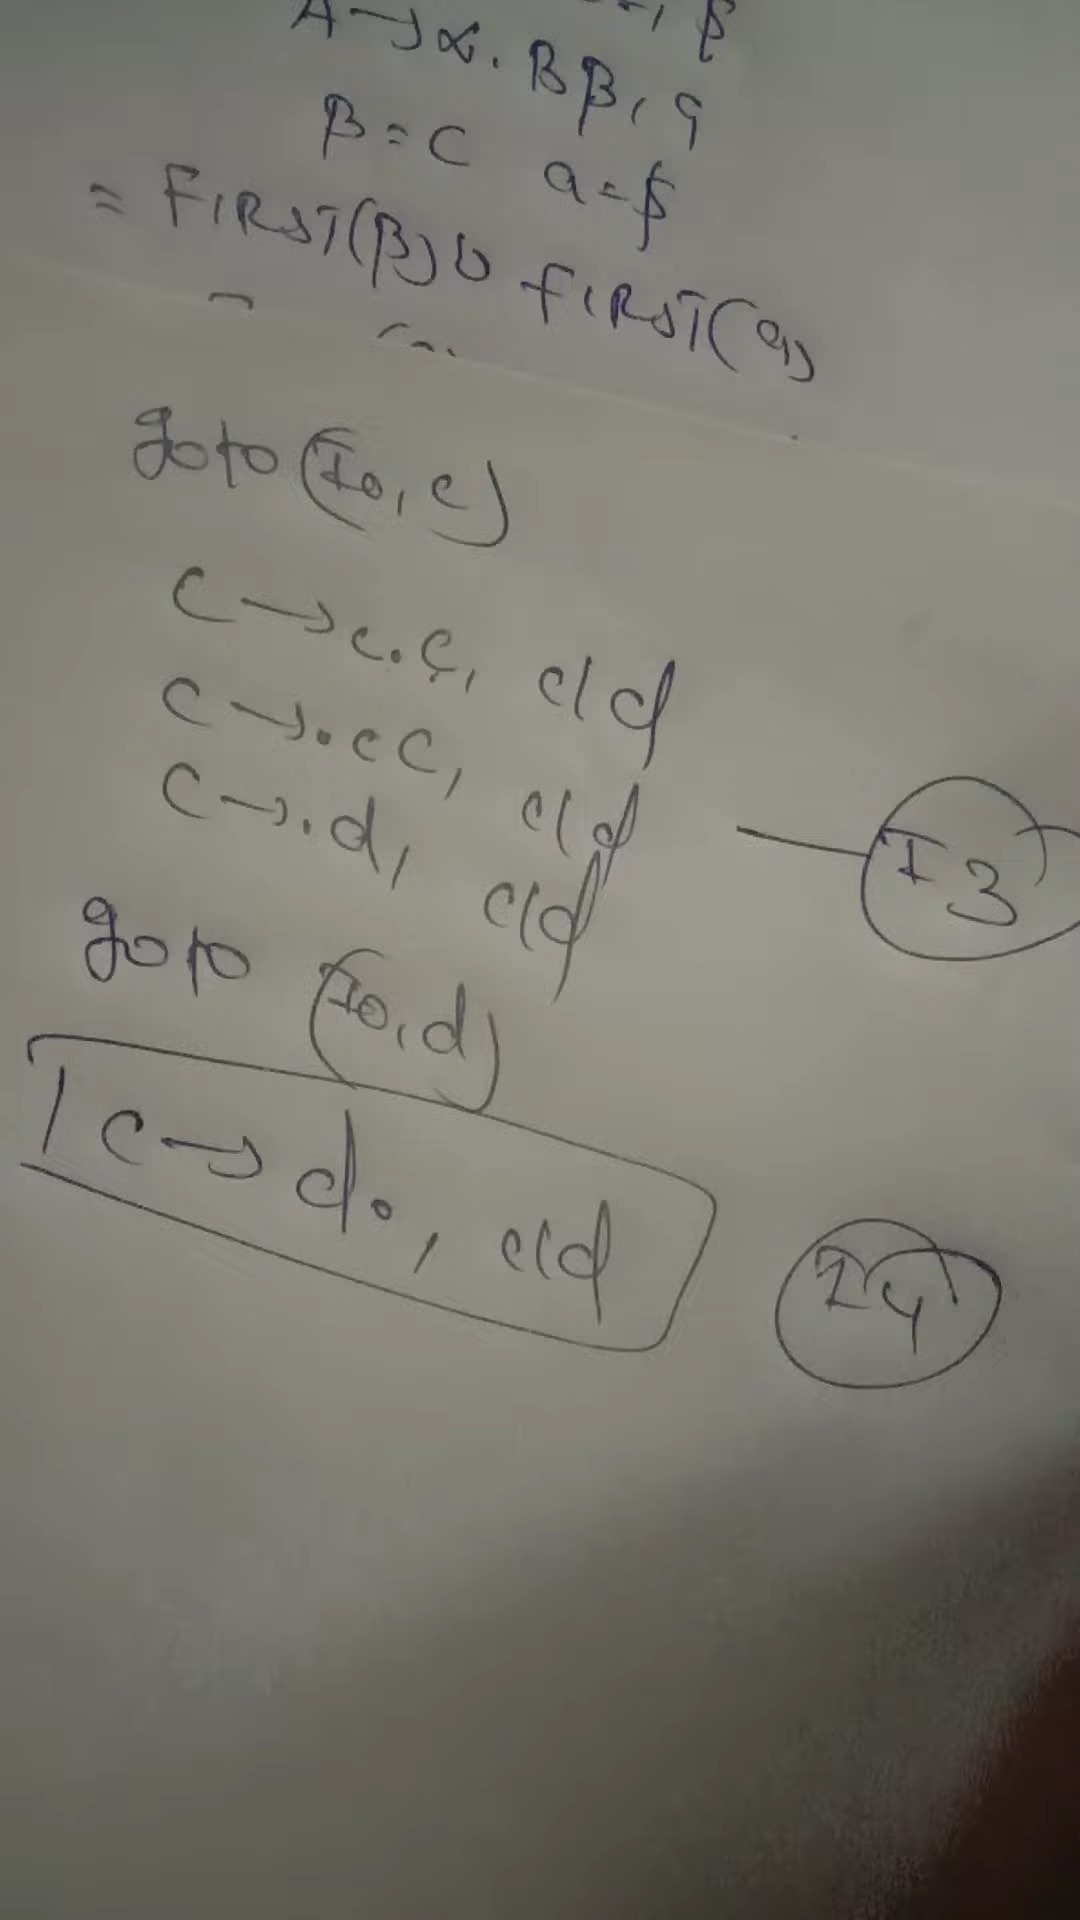 A → α . B β , a
β = C a = $
= FIRST(β) U FIRST(a)
goto (I0, c)
C → c.C, c/d
C → .cC, c/d
C → .d, c/d
I3
goto (I0, d)
C → d., c/d
I4